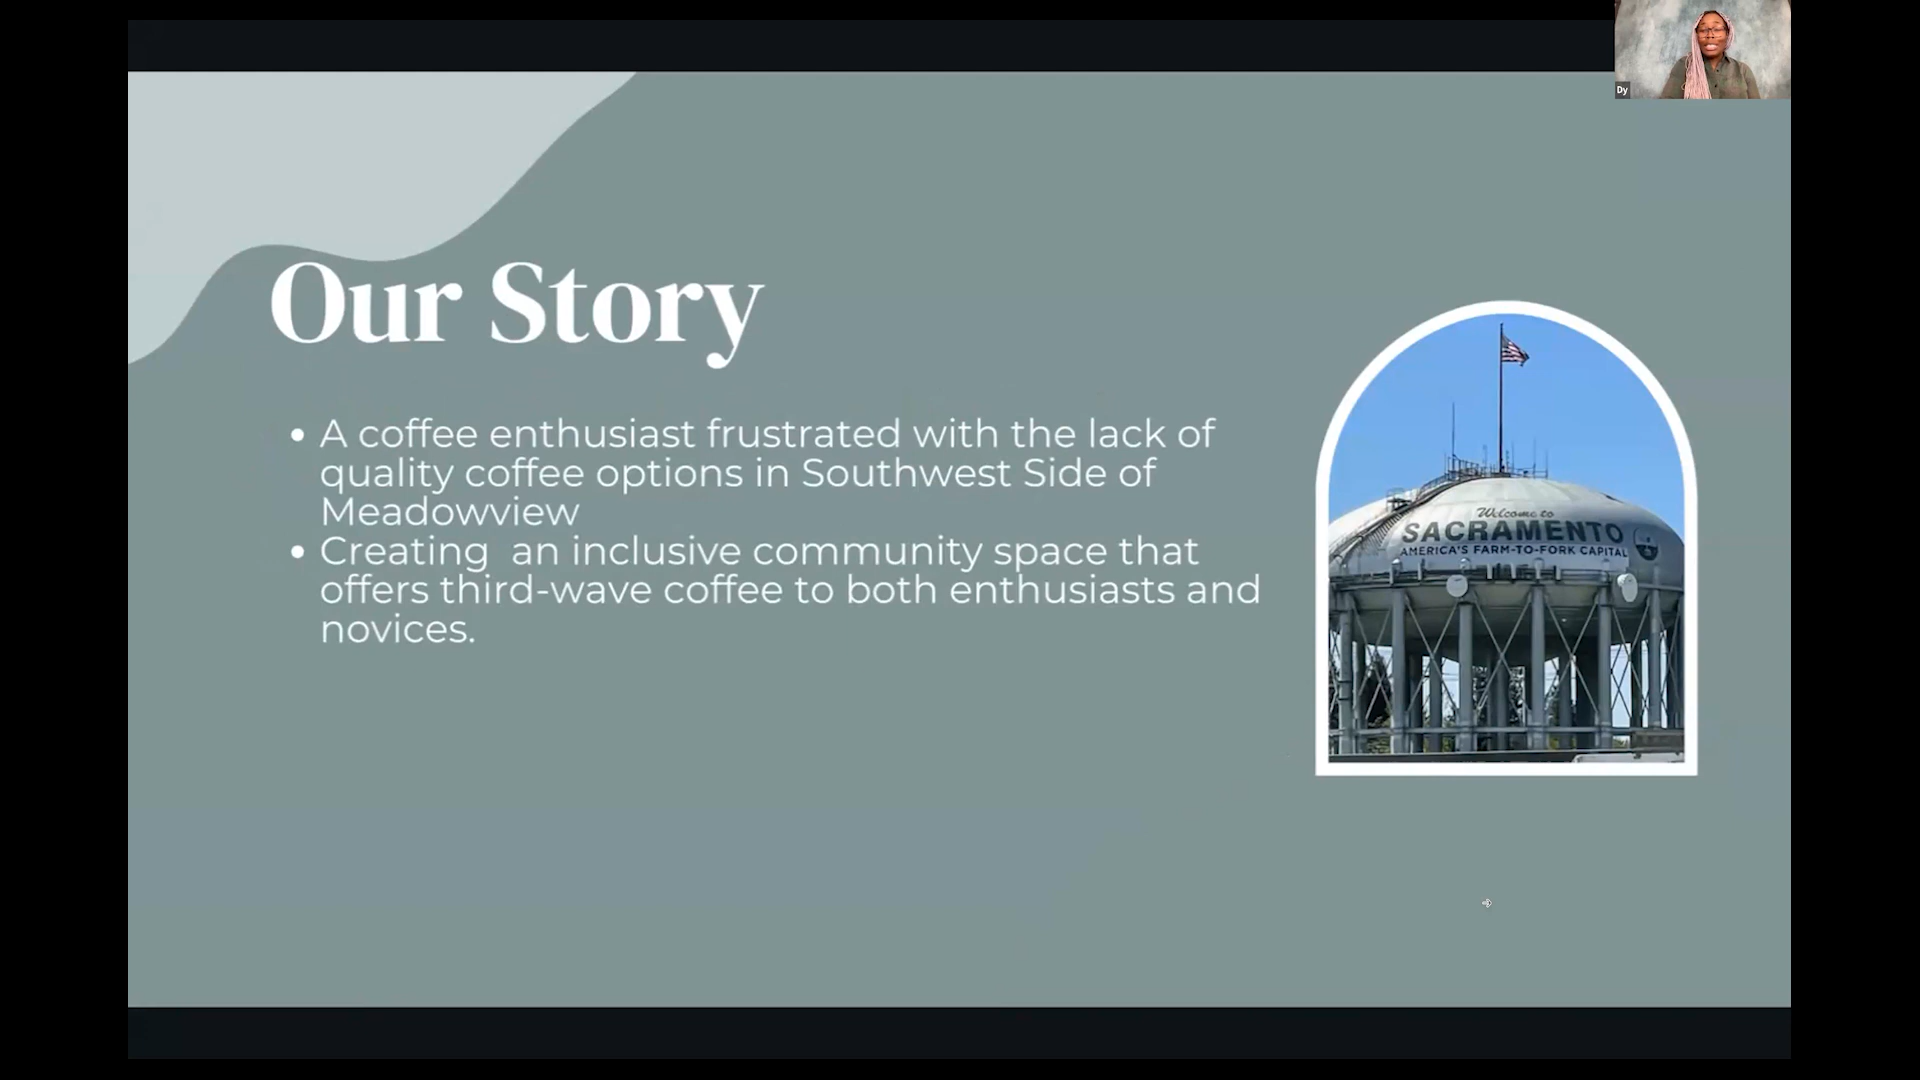 Dy
Our Story
• A coffee enthusiast frustrated with the lack of
quality coffee options in Southwest Side of
Meadowview
• Creating  an inclusive community space that
offers third-wave coffee to both enthusiasts and
novices.
Welcome to
SACRAMENTO
AMERICA'S FARM-TO-FORK CAPITAL